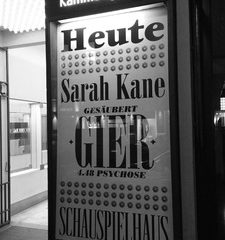 Heute
Sarah Kane
GESÄUBERT
GIER
4.48 PSYCHOSE
SCHAUSPIELHAUS